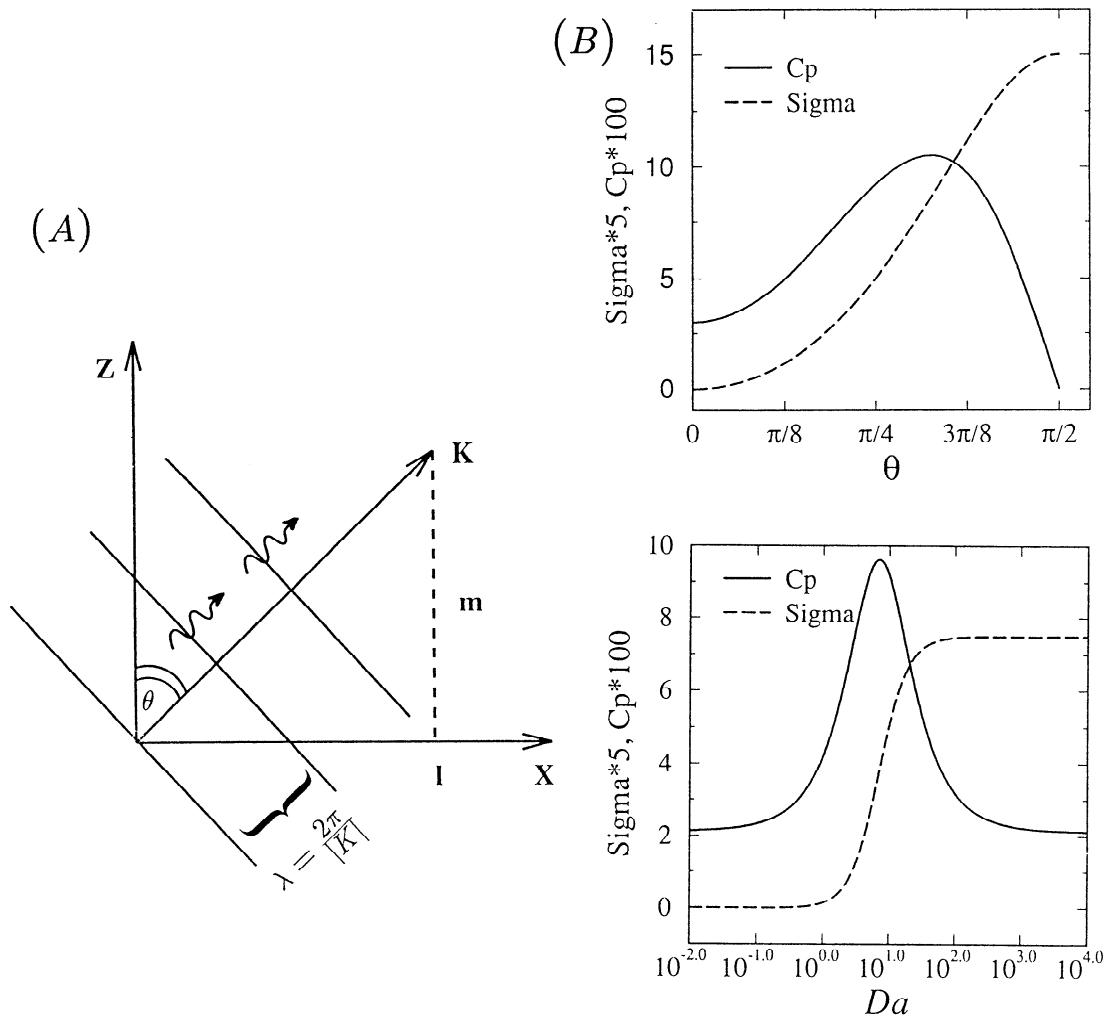 (A)
Z
K
m
θ
l
X
λ = 2π / |K|
(B)
Cp
Sigma
Sigma*5, Cp*100
15
10
5
0
0 π/8 π/4 3π/8 π/2
θ
Cp
Sigma
Sigma*5, Cp*100
10
8
6
4
2
0
10^-2.0 10^-1.0 10^0.0 10^1.0 10^2.0 10^3.0 10^4.0
Da